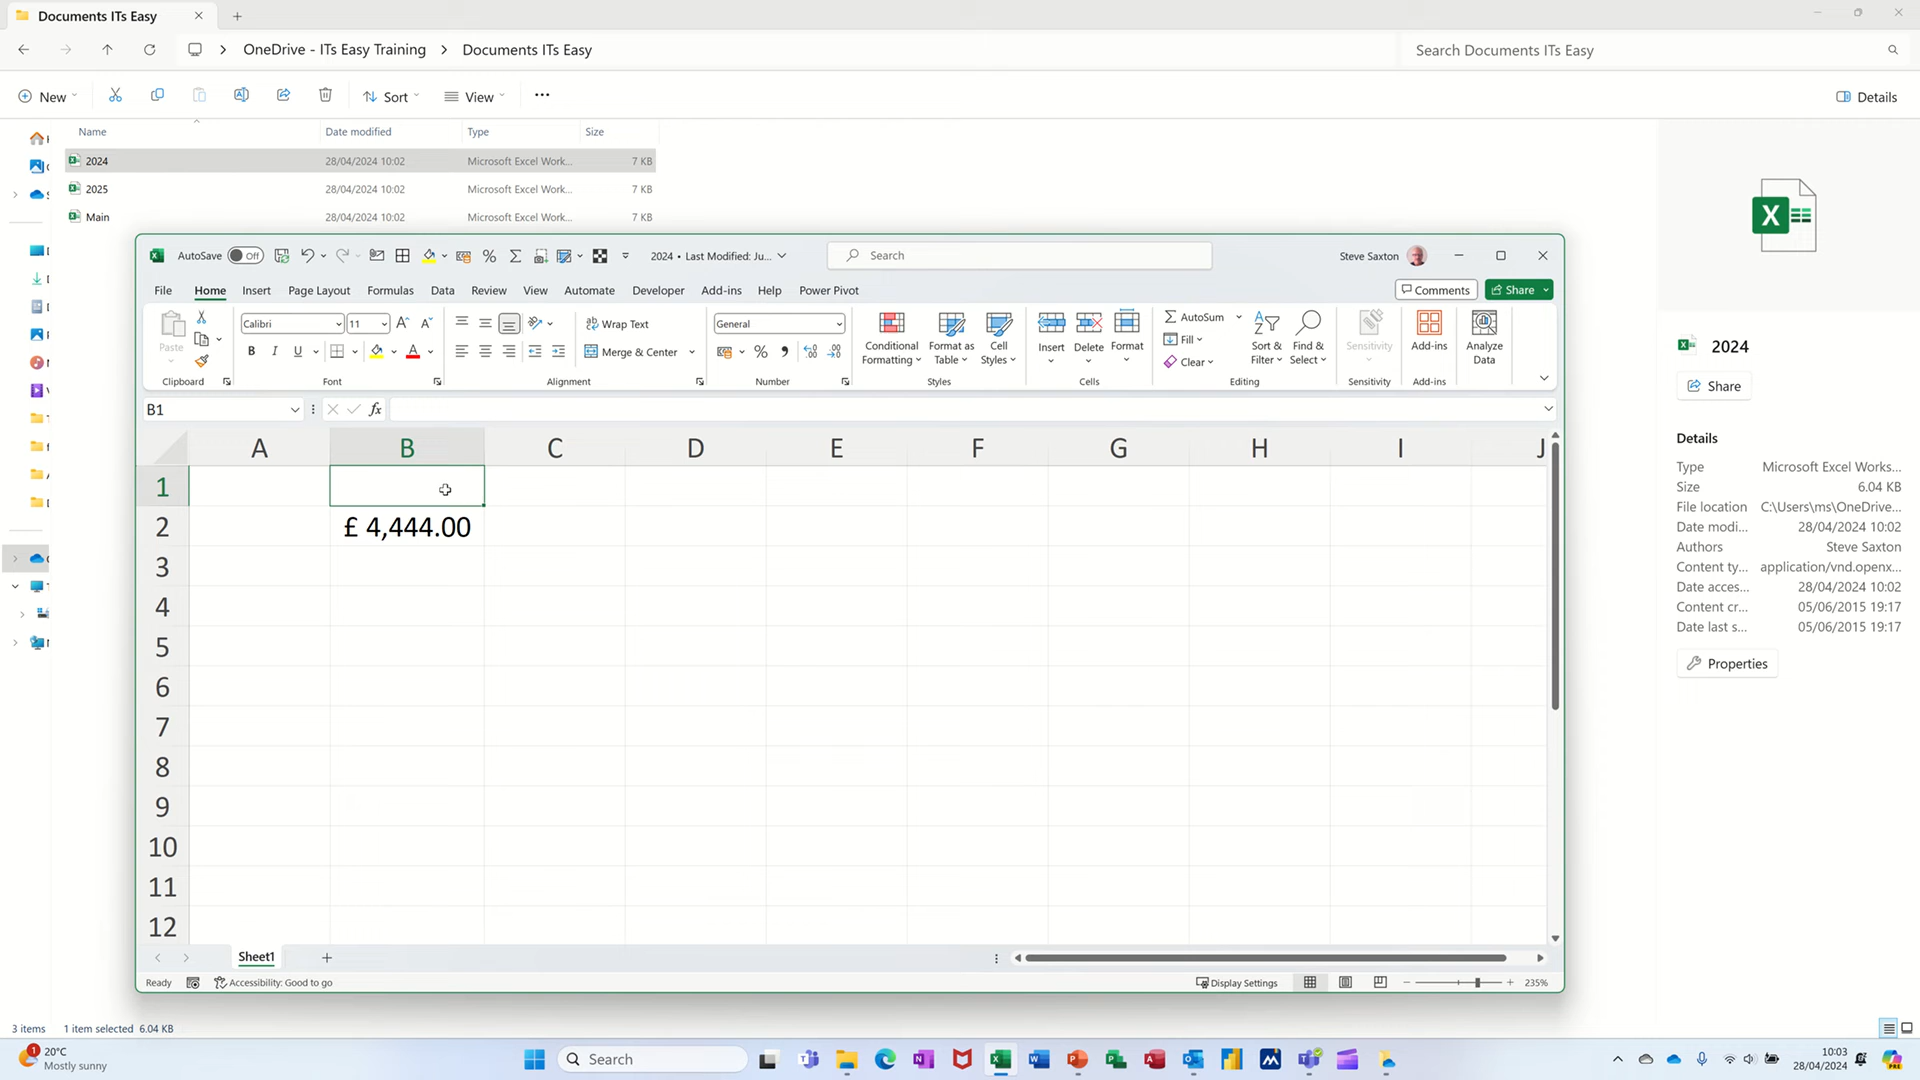 Documents ITs Easy
OneDrive - ITs Easy Training
Documents ITs Easy
Search Documents ITs Easy
New
Sort
View
Details
Name
Date modified
Type
Size
2024
28/04/2024 10:02
Microsoft Excel Work...
7 KB
2025
28/04/2024 10:02
Microsoft Excel Work...
7 KB
Main
28/04/2024 10:02
Microsoft Excel Work...
7 KB
AutoSave
Off
2024 • Last Modified: Ju...
Search
Steve Saxton
File
Home
Insert
Page Layout
Formulas
Data
Review
View
Automate
Developer
Add-ins
Help
Power Pivot
Comments
Share
Paste
Clipboard
Calibri
11
Font
Wrap Text
Merge & Center
Alignment
General
Number
Conditional
Formatting
Format as
Table
Cell
Styles
Styles
Insert
Delete
Format
Cells
AutoSum
Fill
Clear
Sort &
Filter
Find &
Select
Editing
Sensitivity
Sensitivity
Add-ins
Add-ins
Analyze
Data
B1
fx
A
B
C
D
E
F
G
H
I
J
1
2
£ 4,444.00
3
4
5
6
7
8
9
10
11
12
Sheet1
Ready
Accessibility: Good to go
Display Settings
235%
2024
Share
Details
Type
Microsoft Excel Works...
Size
6.04 KB
File location
C:\Users\ms\OneDrive...
Date modi...
28/04/2024 10:02
Authors
Steve Saxton
Content ty...
application/vnd.openx...
Date acces...
28/04/2024 10:02
Content cr...
05/06/2015 19:17
Date last s...
05/06/2015 19:17
Properties
3 items
1 item selected 6.04 KB
1
20°C
Mostly sunny
Search
10:03
28/04/2024
PRE